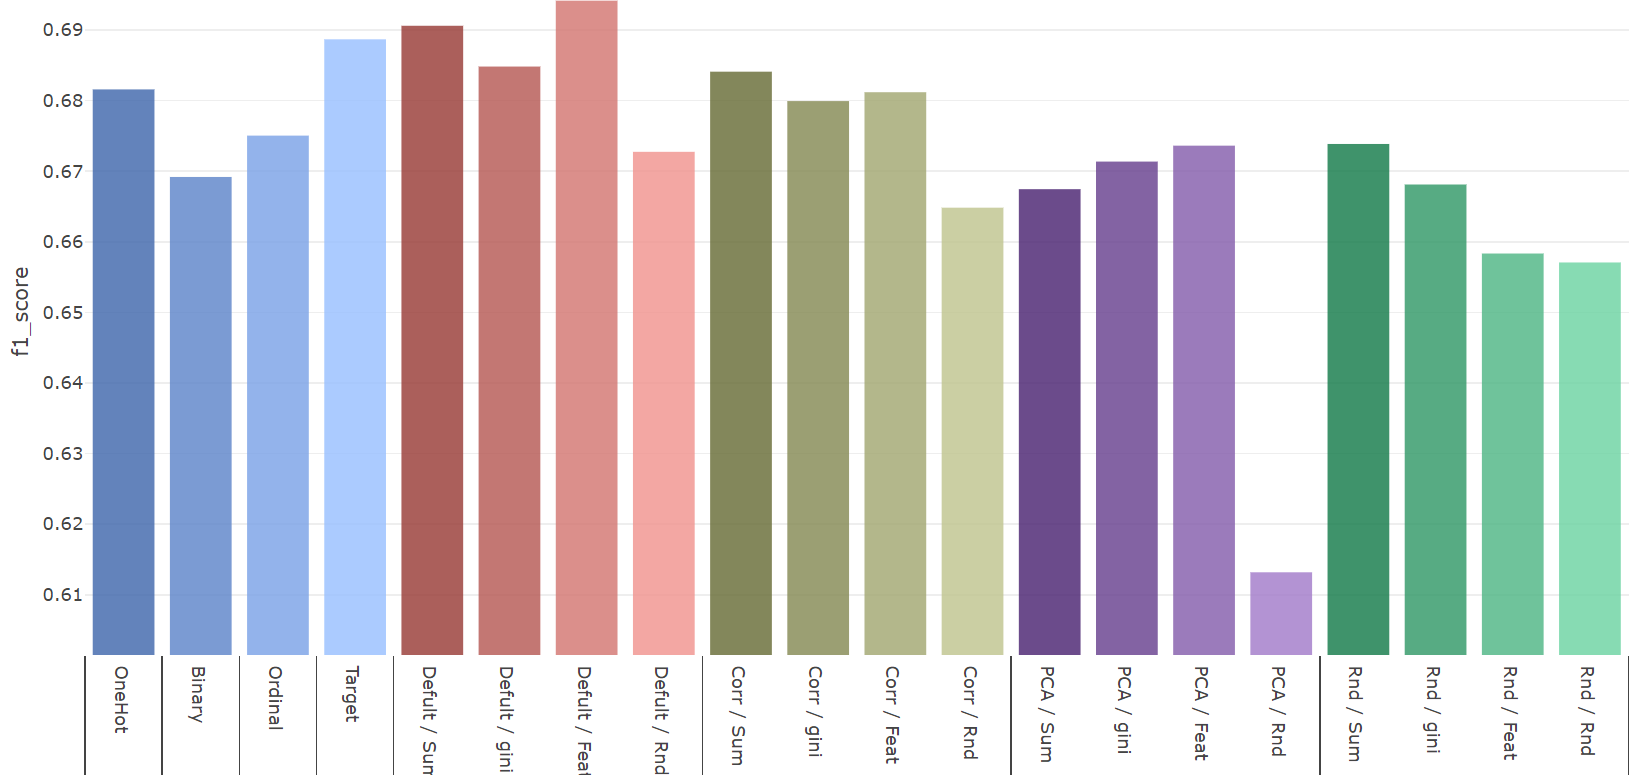 0.69
0.68
0.67
0.66
0.65
0.64
0.63
0.62
0.61
f1_score
OneHot
Binary
Ordinal
Target
Defult / Sum
Defult / gini
Defult / Feat
Defult / Rnd
Corr / Sum
Corr / gini
Corr / Feat
Corr / Rnd
PCA / Sum
PCA / gini
PCA / Feat
PCA / Rnd
Rnd / Sum
Rnd / gini
Rnd / Feat
Rnd / Rnd